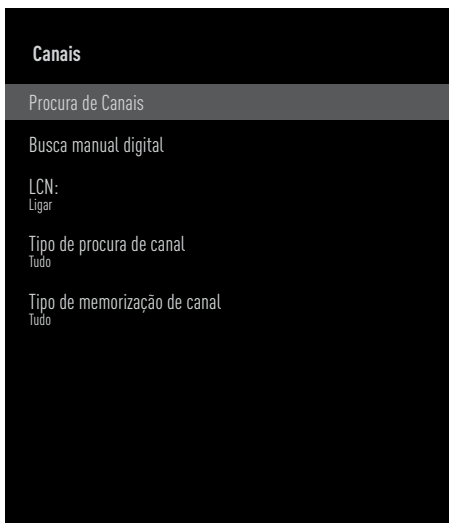 Canais
Procura de Canais
Busca manual digital
LCN:
Ligar
Tipo de procura de canal
Tudo
Tipo de memorização de canal
Tudo